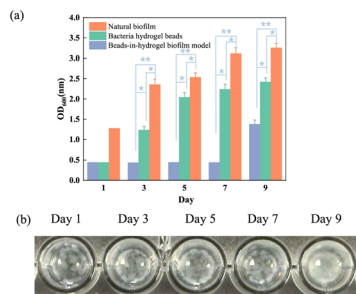 (a)
Natural biofilm
Bacteria hydrogel beads
Beads-in-hydrogel biofilm model
OD600(nm)
4.0
3.5
3.0
2.5
2.0
1.5
1.0
0.5
0.0
** * *
** * *
** * *
** * *
1 3 5 7 9
Day
(b) Day 1 Day 3 Day 5 Day 7 Day 9